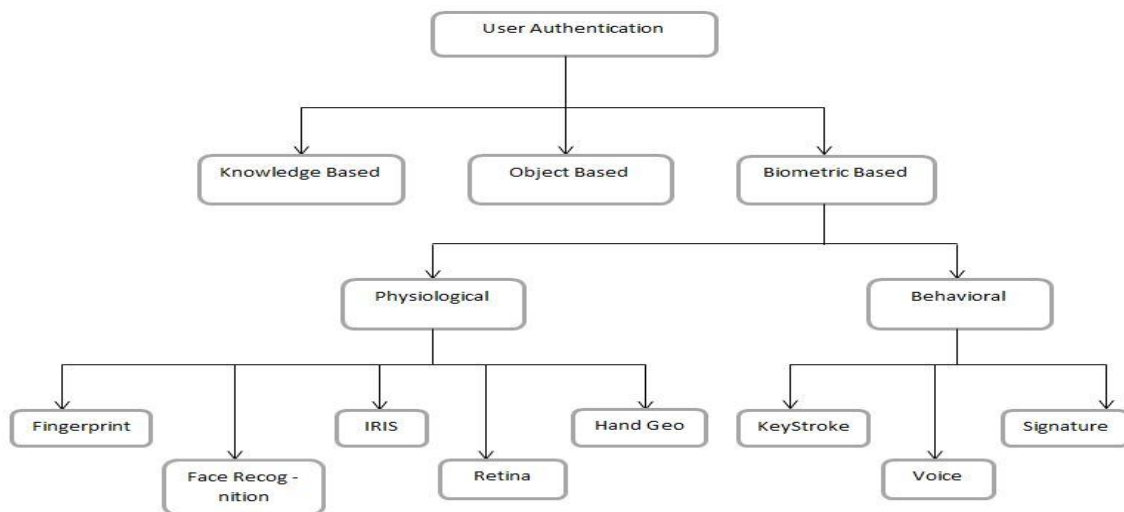 User Authentication
Knowledge Based
Object Based
Biometric Based
Physiological
Behavioral
Fingerprint
IRIS
Hand Geo
KeyStroke
Signature
Face Recog -
nition
Retina
Voice